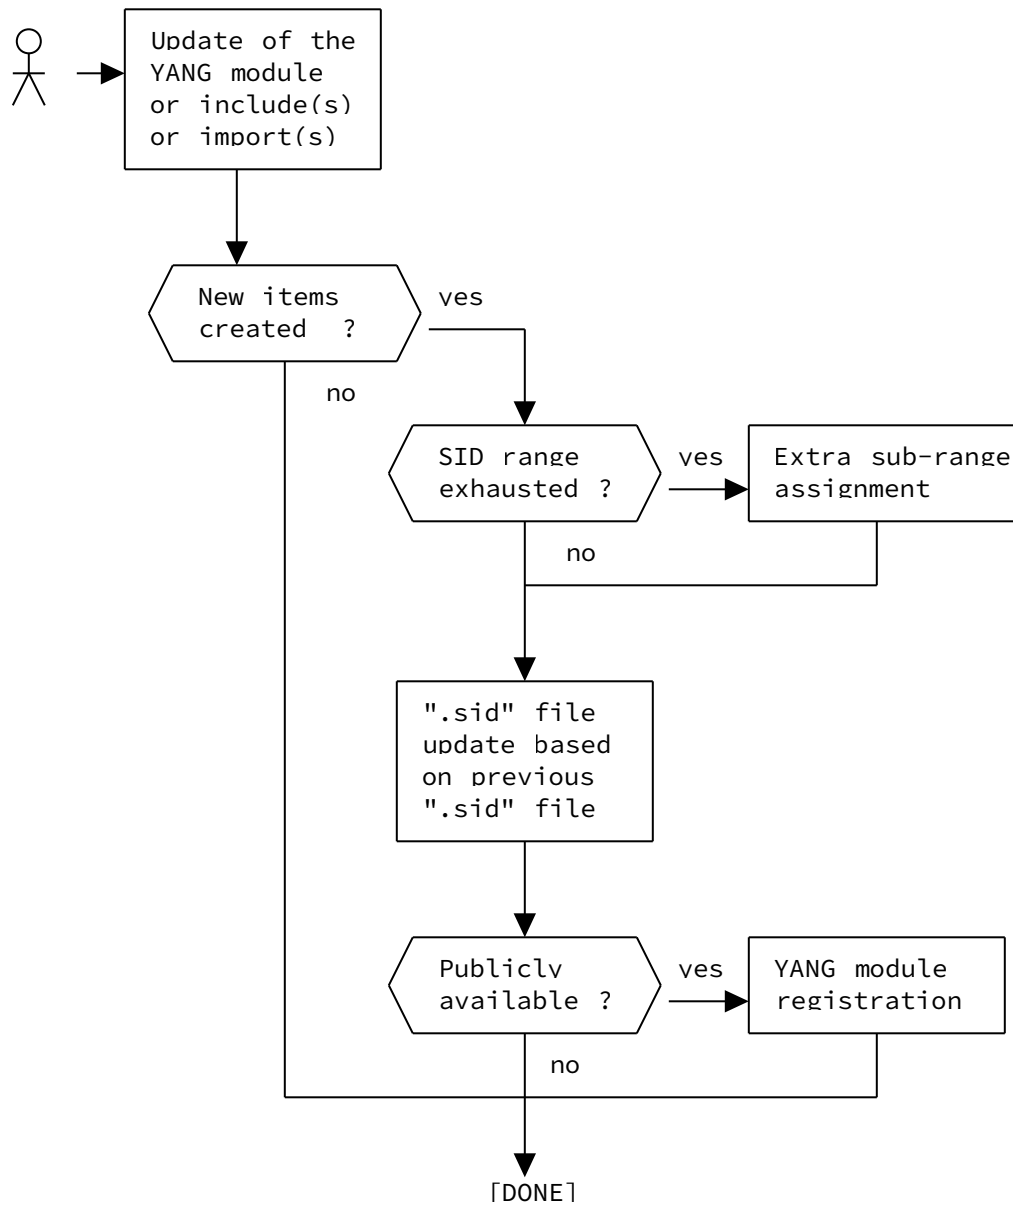 Update of the
YANG module
or include(s)
or import(s)
New items
created ?
yes
no
SID range
exhausted ?
yes
Extra sub-range
assignment
no
".sid" file
update based
on previous
".sid" file
Publicly
available ?
yes
YANG module
registration
no
[DONE]